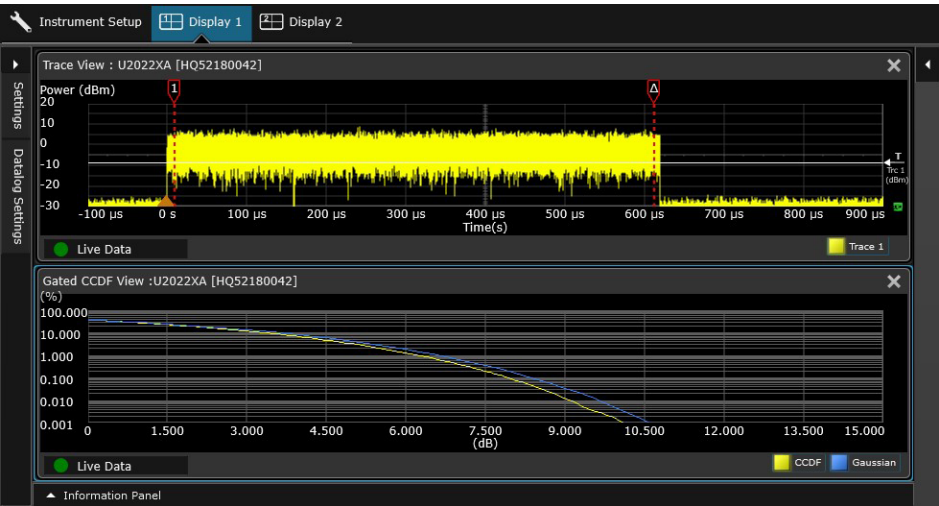 Instrument Setup 1 Display 1 2 Display 2
Settings
Datalog Settings
Trace View : U2022XA [HQ52180042]
Power (dBm)
1 Δ
20
10
0
-10
-20
-30
T
Trc 1
(dBm)
-100 µs 0 s 100 µs 200 µs 300 µs 400 µs 500 µs 600 µs 700 µs 800 µs 900 µs
Time(s)
Live Data
Trace 1
Gated CCDF View :U2022XA [HQ52180042]
(%)
100.000
10.000
1.000
0.100
0.010
0.001
0 1.500 3.000 4.500 6.000 7.500 9.000 10.500 12.000 13.500 15.000
(dB)
Live Data
CCDF Gaussian
Information Panel